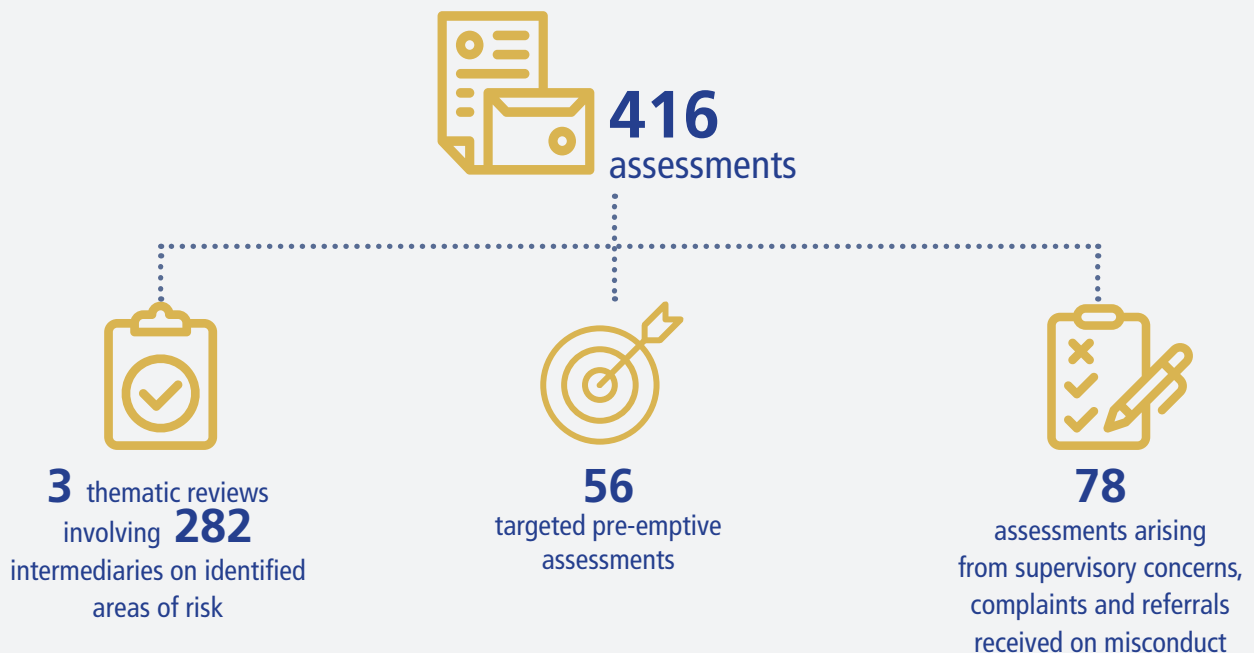 416
assessments
3 thematic reviews
involving 282
intermediaries on identified
areas of risk
56
targeted pre-emptive
assessments
78
assessments arising
from supervisory concerns,
complaints and referrals
received on misconduct